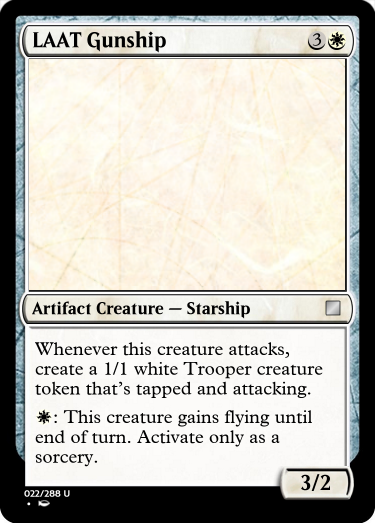 LAAT Gunship 3
Artifact Creature — Starship
Whenever this creature attacks,
create a 1/1 white Trooper creature
token that's tapped and attacking.
: This creature gains flying until
end of turn. Activate only as a
sorcery.
3/2
022/288 U